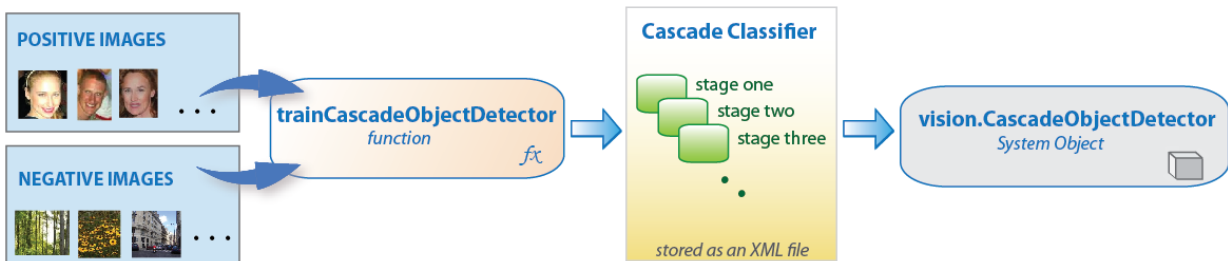 POSITIVE IMAGES
...
NEGATIVE IMAGES
...
trainCascadeObjectDetector
function
fx
Cascade Classifier
stage one
stage two
stage three
stored as an XML file
vision.CascadeObjectDetector
System Object